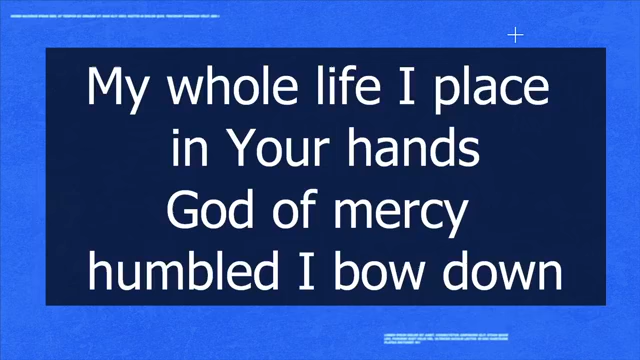 My whole life I place
in Your hands
God of mercy
humbled I bow down